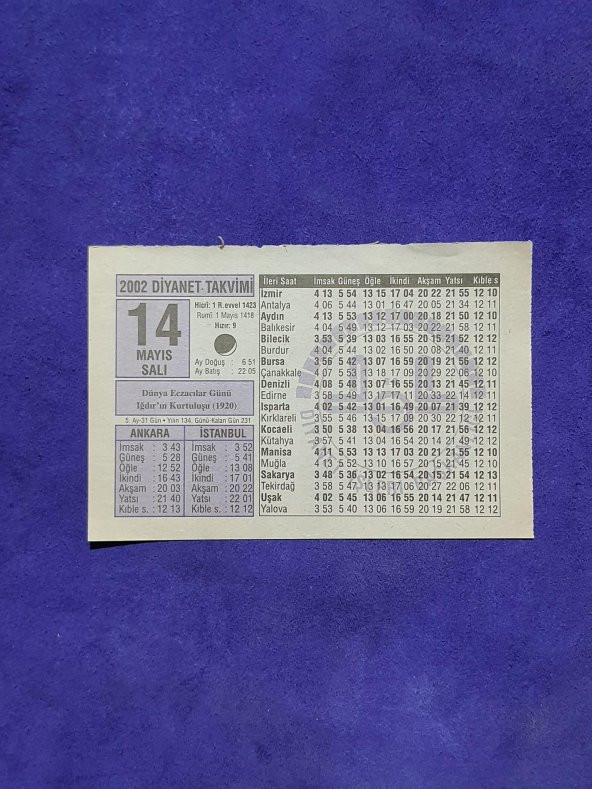 2002 DİYANET TAKVİMİ
14
MAYIS
SALI
Hicrî: 1 R.evvel 1423
Rumî: 1 Mayıs 1418
Hızır: 9
Ay Doğuş : 6 51
Ay Batış : 22 05
Dünya Eczacılar Günü
Iğdır'ın Kurtuluşu (1920)
5. Ay-31 Gün • Yılın 134. Günü-Kalan Gün 231
ANKARA
İmsak : 3 43
Güneş : 5 28
Öğle : 12 52
İkindi : 16 43
Akşam : 20 03
Yatsı : 21 40
Kıble s. : 12 13
İSTANBUL
İmsak : 3 52
Güneş : 5 41
Öğle : 13 08
İkindi : 17 01
Akşam : 20 22
Yatsı : 22 01
Kıble s. : 12 12
İleri Saat İmsak Güneş Öğle İkindi Akşam Yatsı Kıble s
İzmir 4 13 5 54 13 15 17 04 20 22 21 55 12 10
Antalya 4 06 5 44 13 01 16 47 20 05 21 34 12 11
Aydın 4 13 5 53 13 12 17 00 20 18 21 50 12 10
Balıkesir 4 04 5 49 13 12 17 03 20 22 21 58 12 11
Bilecik 3 53 5 39 13 03 16 55 20 15 21 53 12 12
Burdur 4 04 5 44 13 02 16 50 20 08 21 40 12 11
Bursa 3 56 5 42 13 07 16 59 20 19 21 56 12 12
Çanakkale 4 07 5 53 13 18 17 09 20 29 22 06 12 11
Denizli 4 08 5 48 13 07 16 55 20 13 21 45 12 11
Edirne 3 58 5 49 13 17 17 11 20 33 22 15 12 11
Isparta 4 02 5 42 13 01 16 49 20 07 21 39 12 12
Kırklareli 3 55 5 46 13 15 17 09 20 30 22 12 12 11
Kocaeli 3 50 5 38 13 04 16 56 20 17 21 56 12 12
Kütahya 3 57 5 41 13 04 16 54 20 14 21 50 12 12
Manisa 4 11 5 53 13 13 17 03 20 21 21 55 12 10
Muğla 4 13 5 52 13 10 16 57 20 15 21 45 12 10
Sakarya 3 48 5 36 13 02 16 54 20 15 21 54 12 13
Tekirdağ 3 58 5 47 13 13 17 06 20 27 22 06 12 11
Uşak 4 02 5 45 13 06 16 55 20 14 21 47 12 11
Yalova 3 53 5 40 13 06 16 59 20 19 21 58 12 12